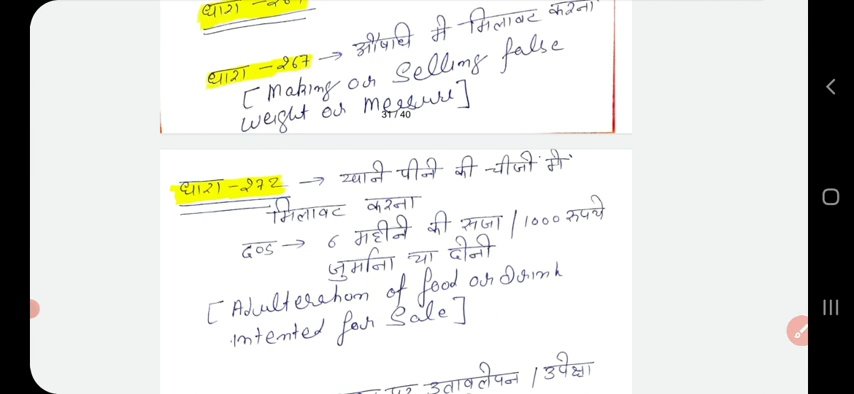 धारा - 267 → औषधि में मिलावट करना
[ Making or Selling false
weight or Measure ]
31 / 40
धारा - 272 → खाने पीने की चीजों में
मिलावट करना
दण्ड → 6 महीने की सजा / 1000 रुपये
जुर्माना या दोनों
[ Adulteration of food or Drink
intented for Sale ]
पर उतावलेपन / उपेक्षा